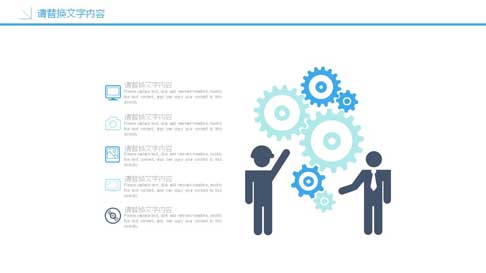 请替换文字内容
请替换文字内容
Please replace text, click add relevant headline, modify
the text content, also can copy your content to this
directly.
请替换文字内容
Please replace text, click add relevant headline, modify
the text content, also can copy your content to this
directly.
请替换文字内容
Please replace text, click add relevant headline, modify
the text content, also can copy your content to this
directly.
请替换文字内容
Please replace text, click add relevant headline, modify
the text content, also can copy your content to this
directly.
请替换文字内容
Please replace text, click add relevant headline, modify
the text content, also can copy your content to this
directly.